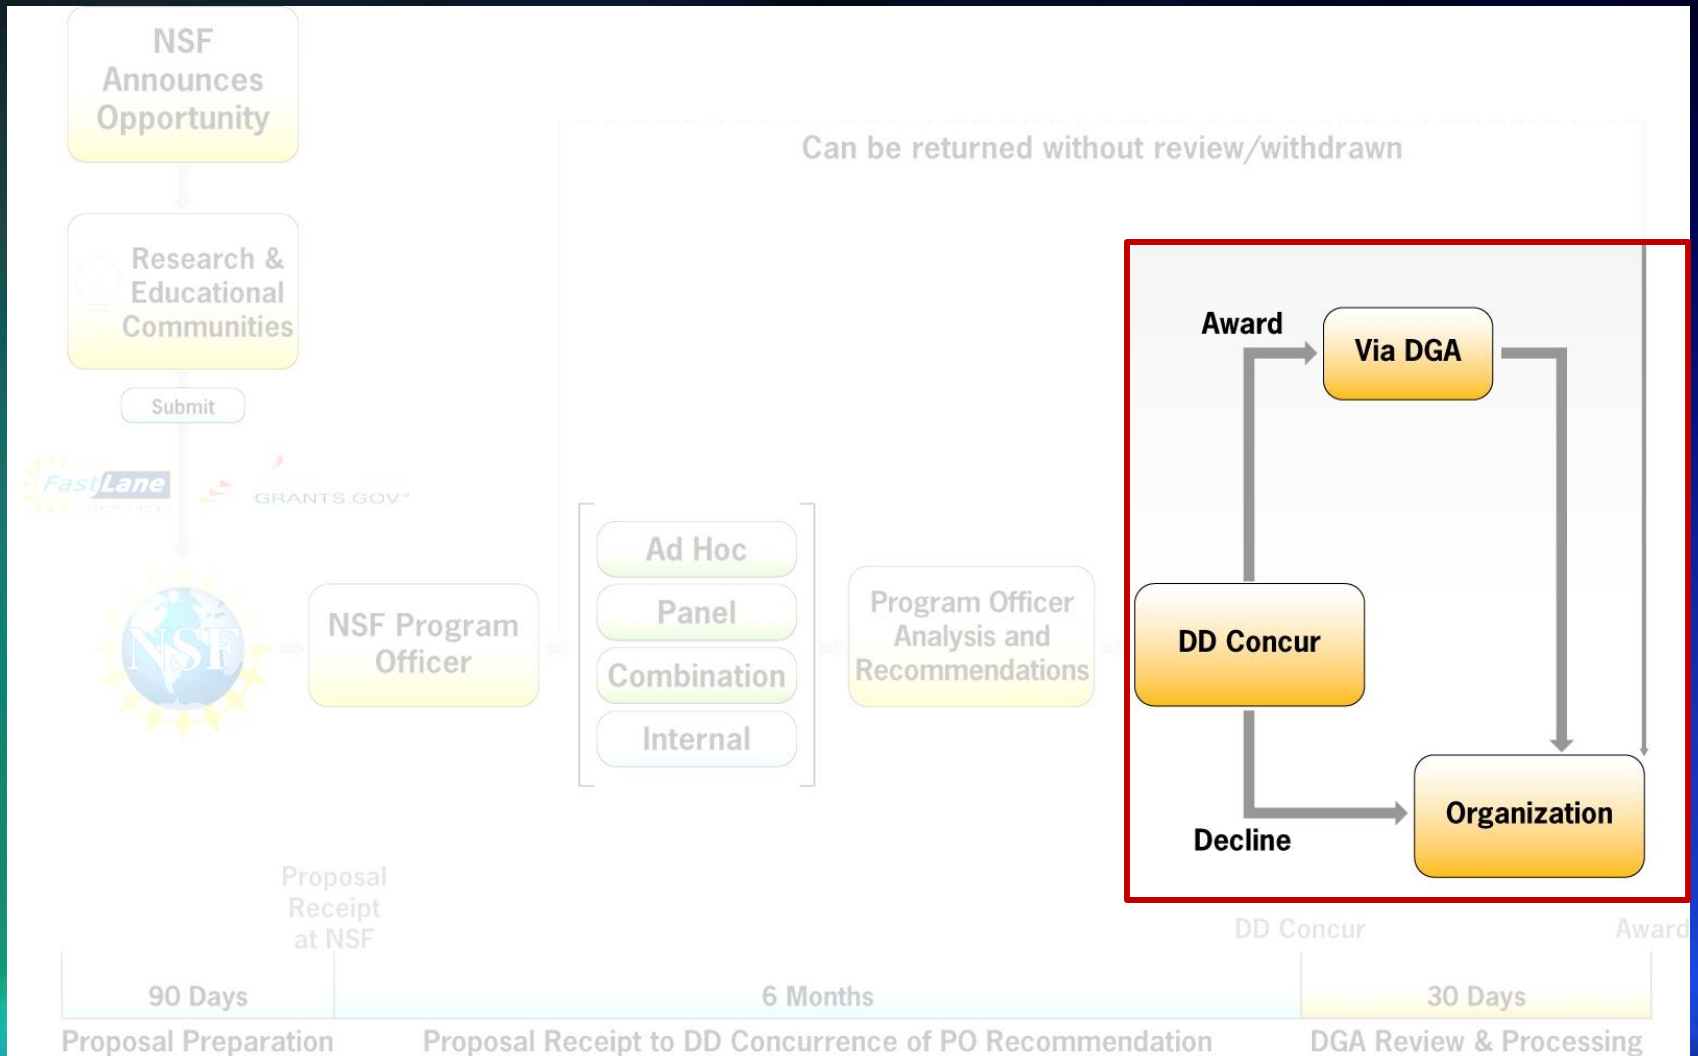 NSF
Announces
Opportunity
Can be returned without review/withdrawn
Research &
Educational
Communities
Submit
FastLane
GRANTS.GOV
Award
Via DGA
Ad Hoc
Panel
Combination
Internal
NSF
NSF Program
Officer
Program Officer
Analysis and
Recommendations
DD Concur
Decline
Organization
Proposal
Receipt
at NSF
DD Concur
Award
90 Days
6 Months
30 Days
Proposal Preparation
Proposal Receipt to DD Concurrence of PO Recommendation
DGA Review & Processing